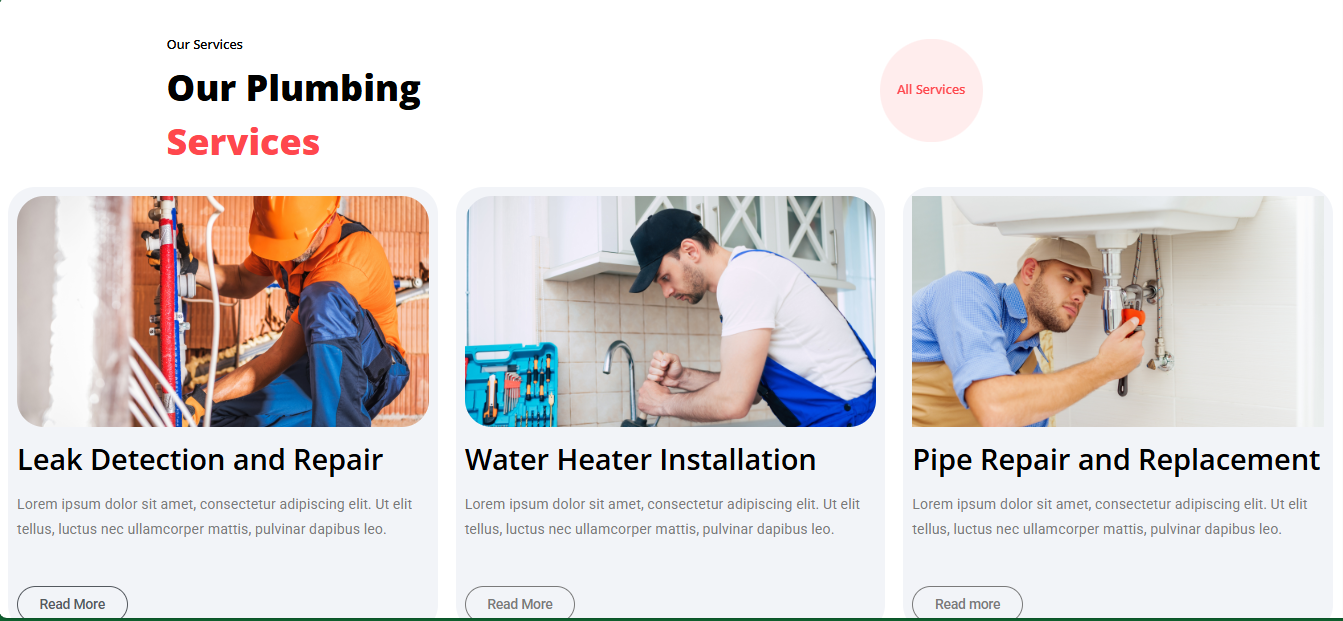 Our Services
Our Plumbing
Services
All Services
Leak Detection and Repair
Lorem ipsum dolor sit amet, consectetur adipiscing elit. Ut elit
tellus, luctus nec ullamcorper mattis, pulvinar dapibus leo.
Read More
Water Heater Installation
Lorem ipsum dolor sit amet, consectetur adipiscing elit. Ut elit
tellus, luctus nec ullamcorper mattis, pulvinar dapibus leo.
Read More
Pipe Repair and Replacement
Lorem ipsum dolor sit amet, consectetur adipiscing elit. Ut elit
tellus, luctus nec ullamcorper mattis, pulvinar dapibus leo.
Read more